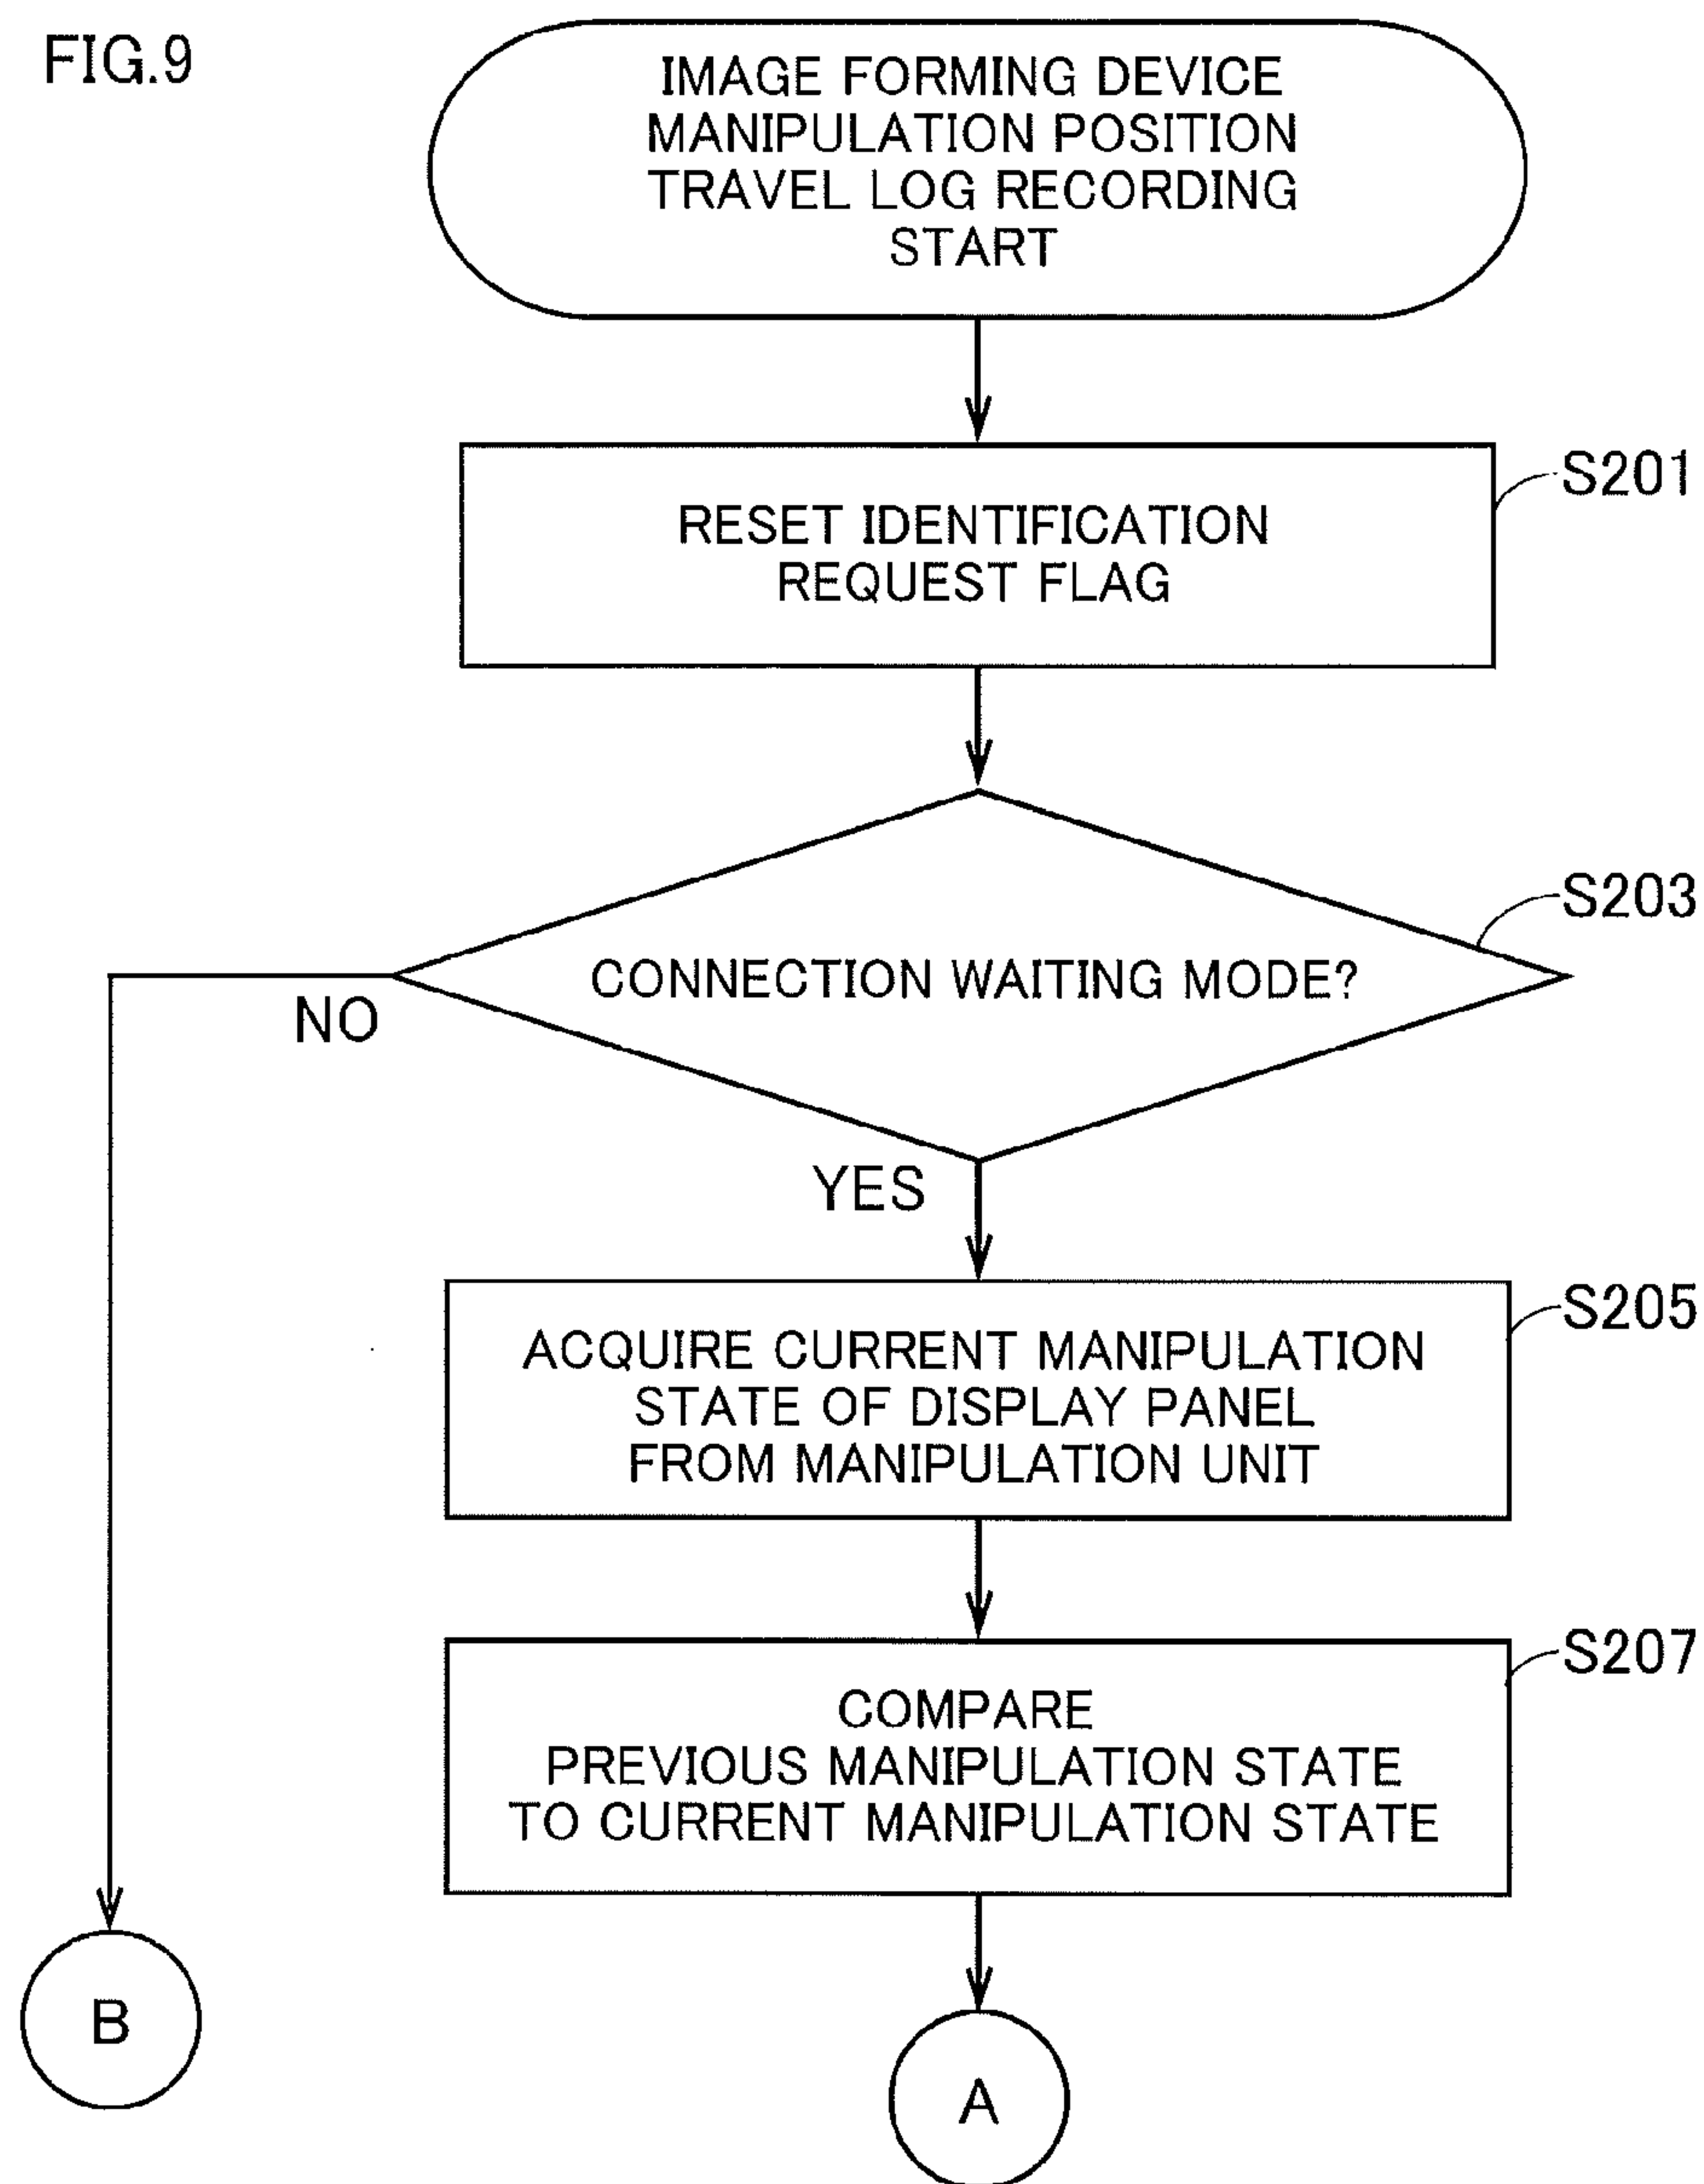 FIG.9
IMAGE FORMING DEVICE
MANIPULATION POSITION
TRAVEL LOG RECORDING
START
S201
RESET IDENTIFICATION
REQUEST FLAG
S203
CONNECTION WAITING MODE?
NO
YES
S205
ACQUIRE CURRENT MANIPULATION
STATE OF DISPLAY PANEL
FROM MANIPULATION UNIT
S207
COMPARE
PREVIOUS MANIPULATION STATE
TO CURRENT MANIPULATION STATE
B
A